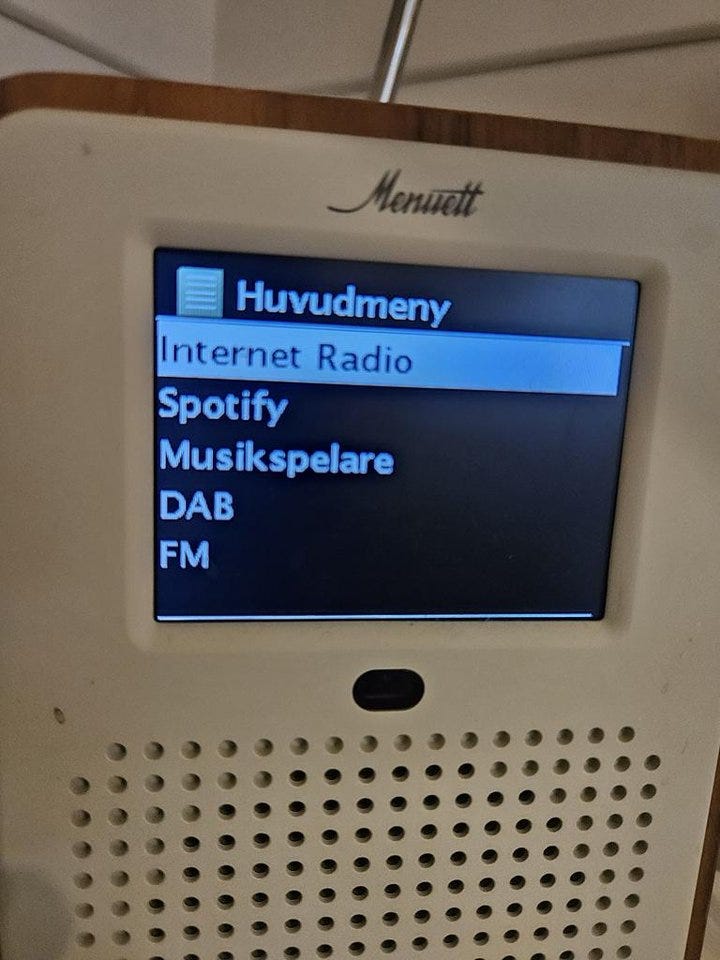 Menuett
Huvudmeny
Internet Radio
Spotify
Musikspelare
DAB
FM